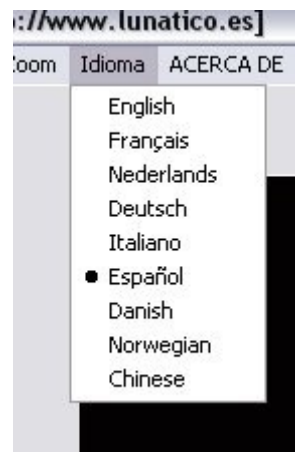 ://www.lunatico.es]
Zoom Idioma ACERCA DE
English
Français
Nederlands
Deutsch
Italiano
Español
Danish
Norwegian
Chinese